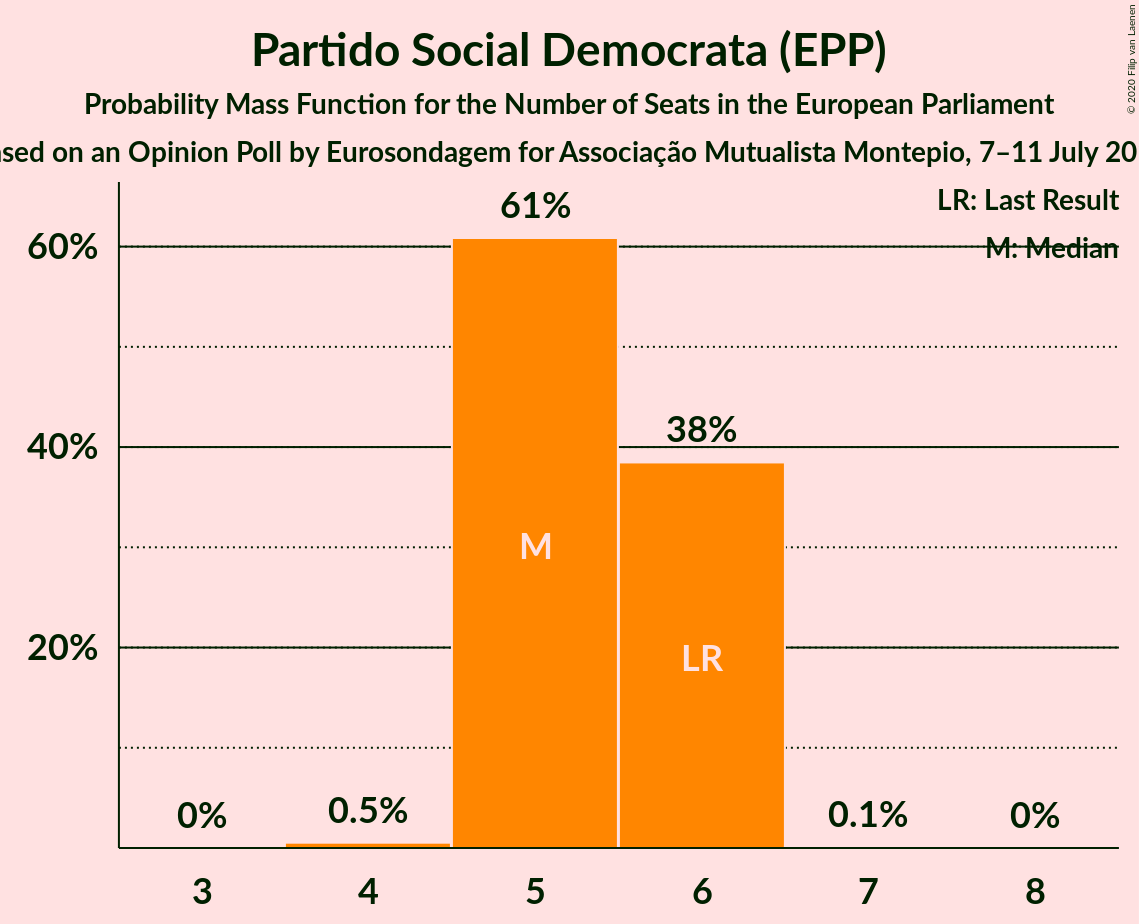 Partido Social Democrata (EPP)
Probability Mass Function for the Number of Seats in the European Parliament
on an Opinion Poll by Eurosondagem for Associação Mutualista Montepio, 7–11 July
© 2020 Filip van Laenen
LR: Last Result
M: Median
61%
60%
38%
40%
M
LR
20%
0%
0.5%
0.1%
0%
3
4
5
6
7
8